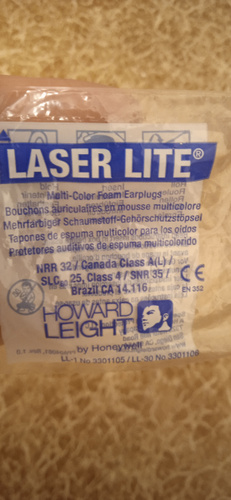 LASER LITE®
Multi-Color Foam Earplugs
Bouchons auriculaires en mousse multicolore
Mehrfarbiger Schaumstoff-Gehörschutzstöpsel
Tapones de espuma multicolor para los oídos
Protetores auditivos de espuma multicolorido
NRR 32 / Canada Class A(L) /
SLC80 25, Class 4 / SNR 35 /
Brazil CA 14.116
CE
EN 352
HOWARD
LEIGHT®
by Honeywell
LL-1 No 3301105 / LL-30 No 3301106